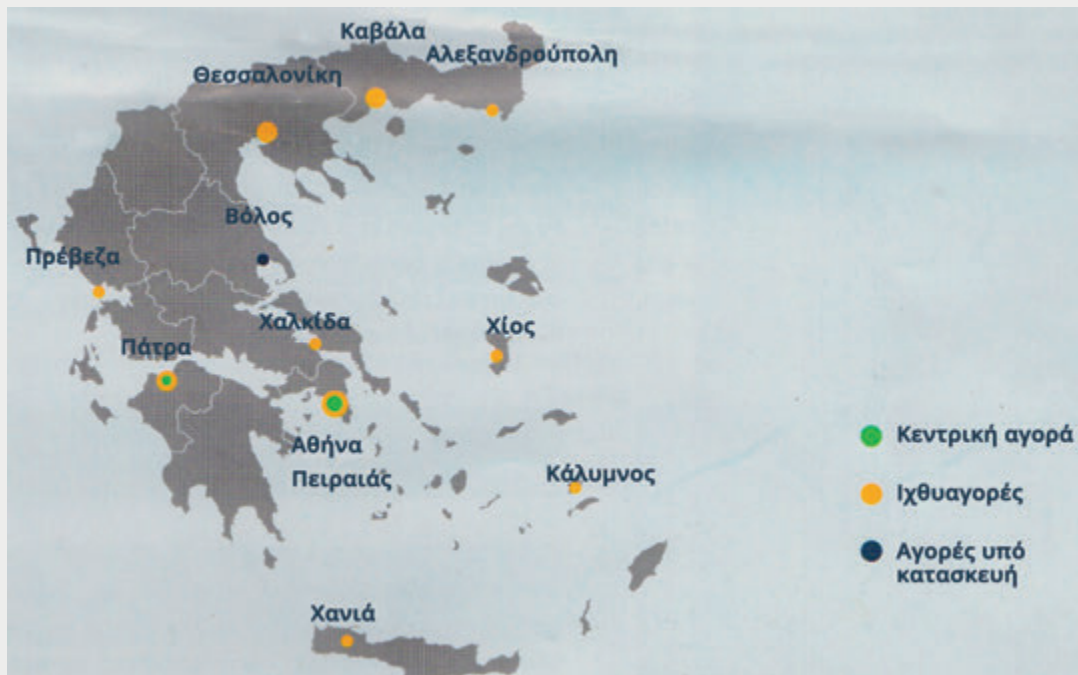 Καβάλα
Αλεξανδρούπολη
Θεσσαλονίκη
Βόλος
Πρέβεζα
Χαλκίδα
Χίος
Πάτρα
Αθήνα
Πειραιάς
Κάλυμνος
Χανιά
Κεντρική αγορά
Ιχθυαγορές
Αγορές υπό
κατασκευή